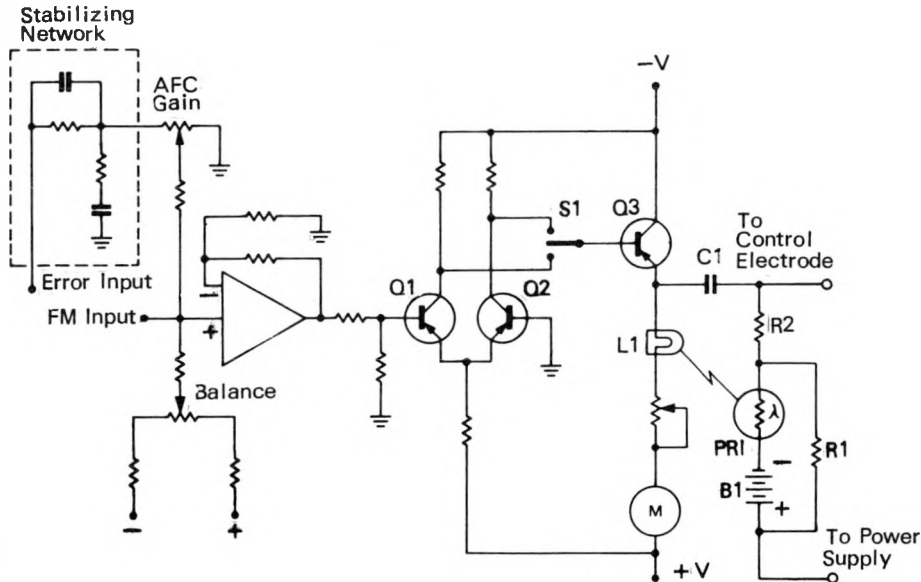 Stabilizing
Network
AFC
Gain
Error Input
FM Input
Balance
−
+
−
+
Q1
Q2
−V
S1
Q3
C1
To
Control
Electrode
L1
R2
λ
PR1
R1
−
B1
+
M
To Power
Supply
+V